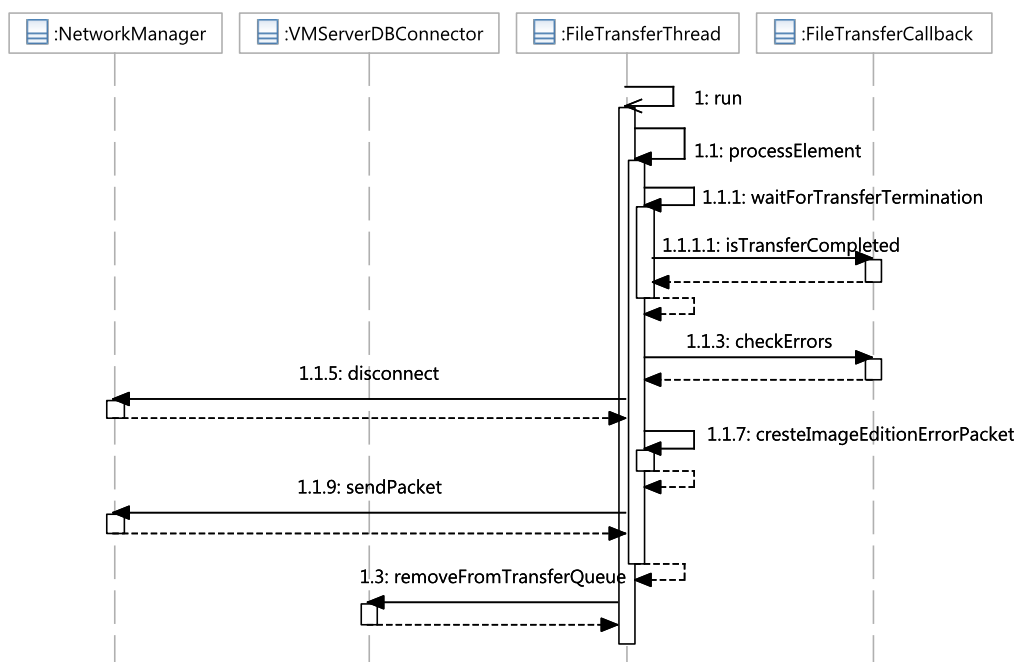 :NetworkManager
:VMServerDBConnector
:FileTransferThread
:FileTransferCallback
1: run
1.1: processElement
1.1.1: waitForTransferTermination
1.1.1.1: isTransferCompleted
1.1.3: checkErrors
1.1.5: disconnect
1.1.7: cresteImageEditionErrorPacket
1.1.9: sendPacket
1.3: removeFromTransferQueue